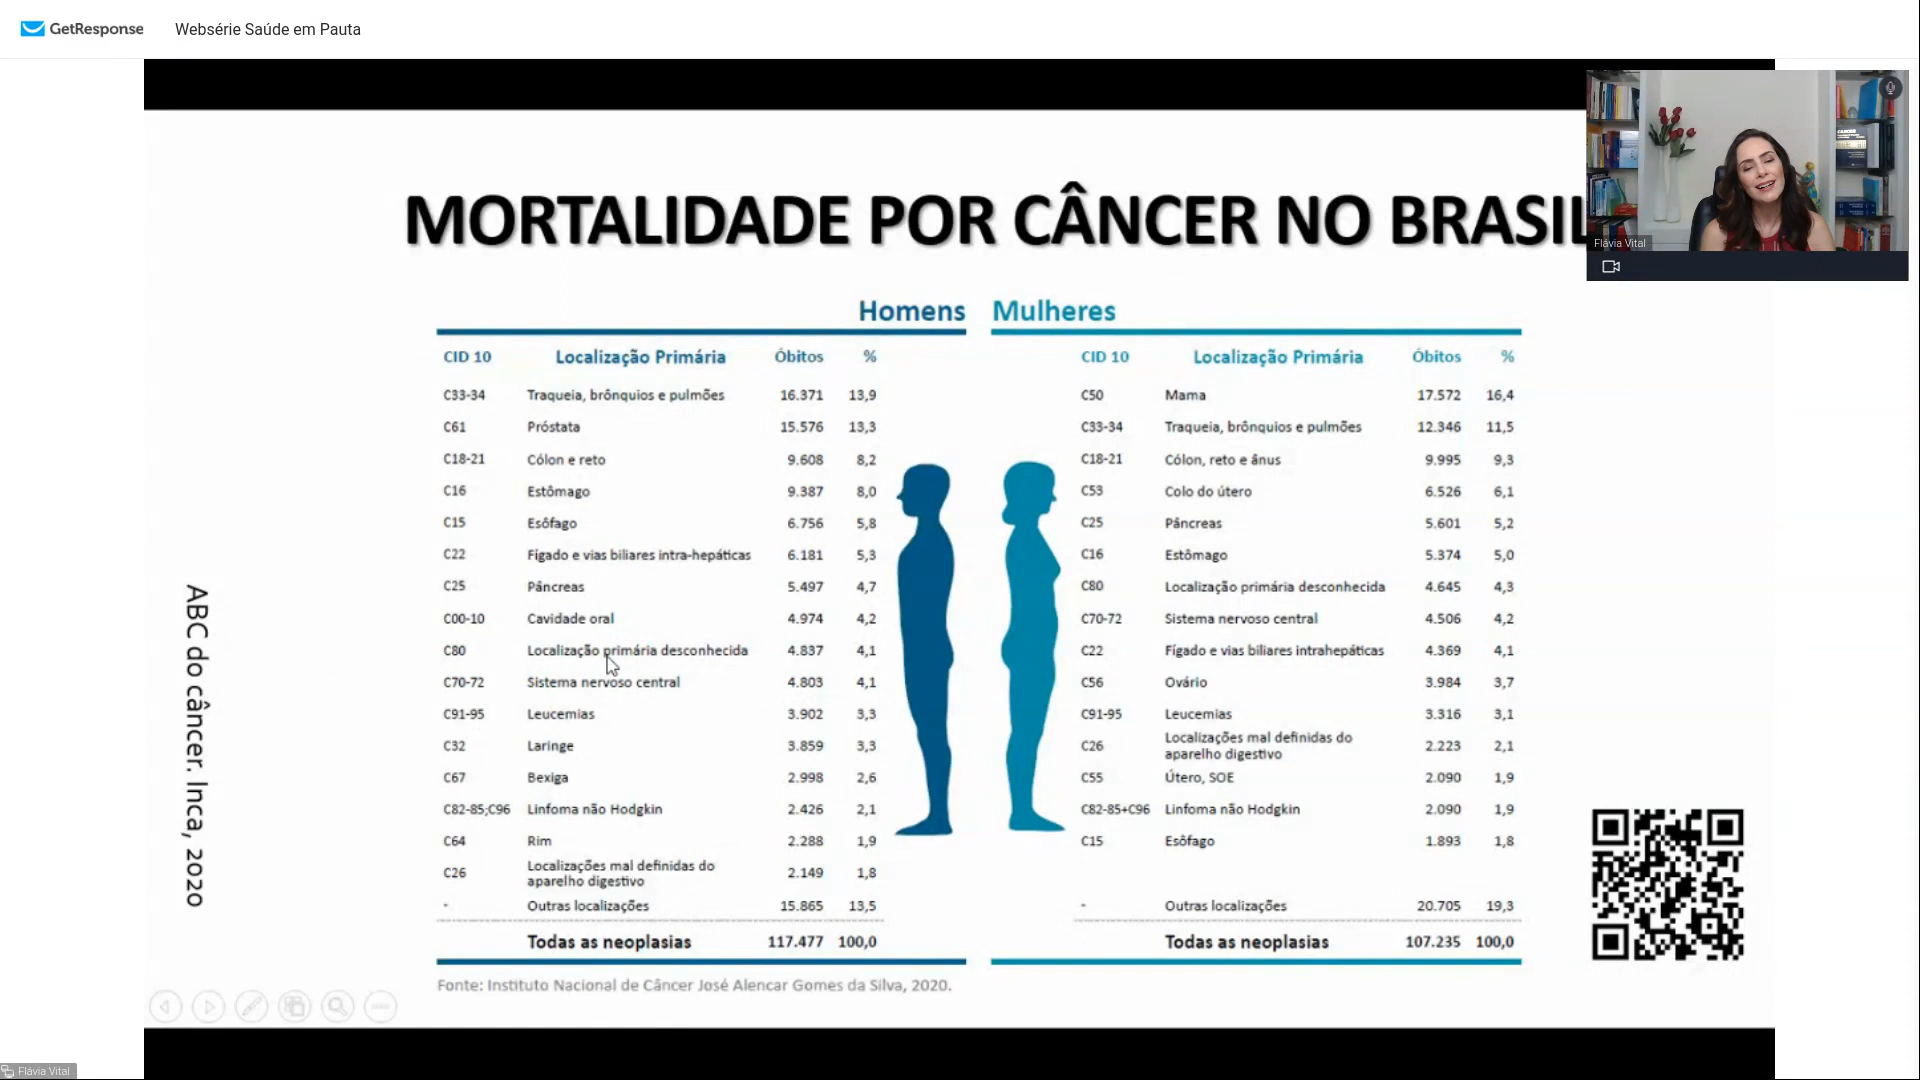 GetResponse
Websérie Saúde em Pauta
MORTALIDADE POR CÂNCER NO BRASIL
Flávia Vital
Homens
CID 10 Localização Primária Óbitos %
C33-34 Traqueia, brônquios e pulmões 16.371 13,9
C61 Próstata 15.576 13,3
C18-21 Cólon e reto 9.608 8,2
C16 Estômago 9.387 8,0
C15 Esôfago 6.756 5,8
C22 Fígado e vias biliares intra-hepáticas 6.181 5,3
C25 Pâncreas 5.497 4,7
C00-10 Cavidade oral 4.974 4,2
C80 Localização primária desconhecida 4.837 4,1
C70-72 Sistema nervoso central 4.803 4,1
C91-95 Leucemias 3.902 3,3
C32 Laringe 3.859 3,3
C67 Bexiga 2.998 2,6
C82-85;C96 Linfoma não Hodgkin 2.426 2,1
C64 Rim 2.288 1,9
C26 Localizações mal definidas do
aparelho digestivo 2.149 1,8
- Outras localizações 15.865 13,5
Todas as neoplasias 117.477 100,0
Mulheres
CID 10 Localização Primária Óbitos %
C50 Mama 17.572 16,4
C33-34 Traqueia, brônquios e pulmões 12.346 11,5
C18-21 Cólon, reto e ânus 9.995 9,3
C53 Colo do útero 6.526 6,1
C25 Pâncreas 5.601 5,2
C16 Estômago 5.374 5,0
C80 Localização primária desconhecida 4.645 4,3
C70-72 Sistema nervoso central 4.506 4,2
C22 Fígado e vias biliares intrahepáticas 4.369 4,1
C56 Ovário 3.984 3,7
C91-95 Leucemias 3.316 3,1
C26 Localizações mal definidas do
aparelho digestivo 2.223 2,1
C55 Útero, SOE 2.090 1,9
C82-85+C96 Linfoma não Hodgkin 2.090 1,9
C15 Esôfago 1.893 1,8
- Outras localizações 20.705 19,3
Todas as neoplasias 107.235 100,0
Fonte: Instituto Nacional de Câncer José Alencar Gomes da Silva, 2020.
ABC do câncer. Inca, 2020
Flávia Vital